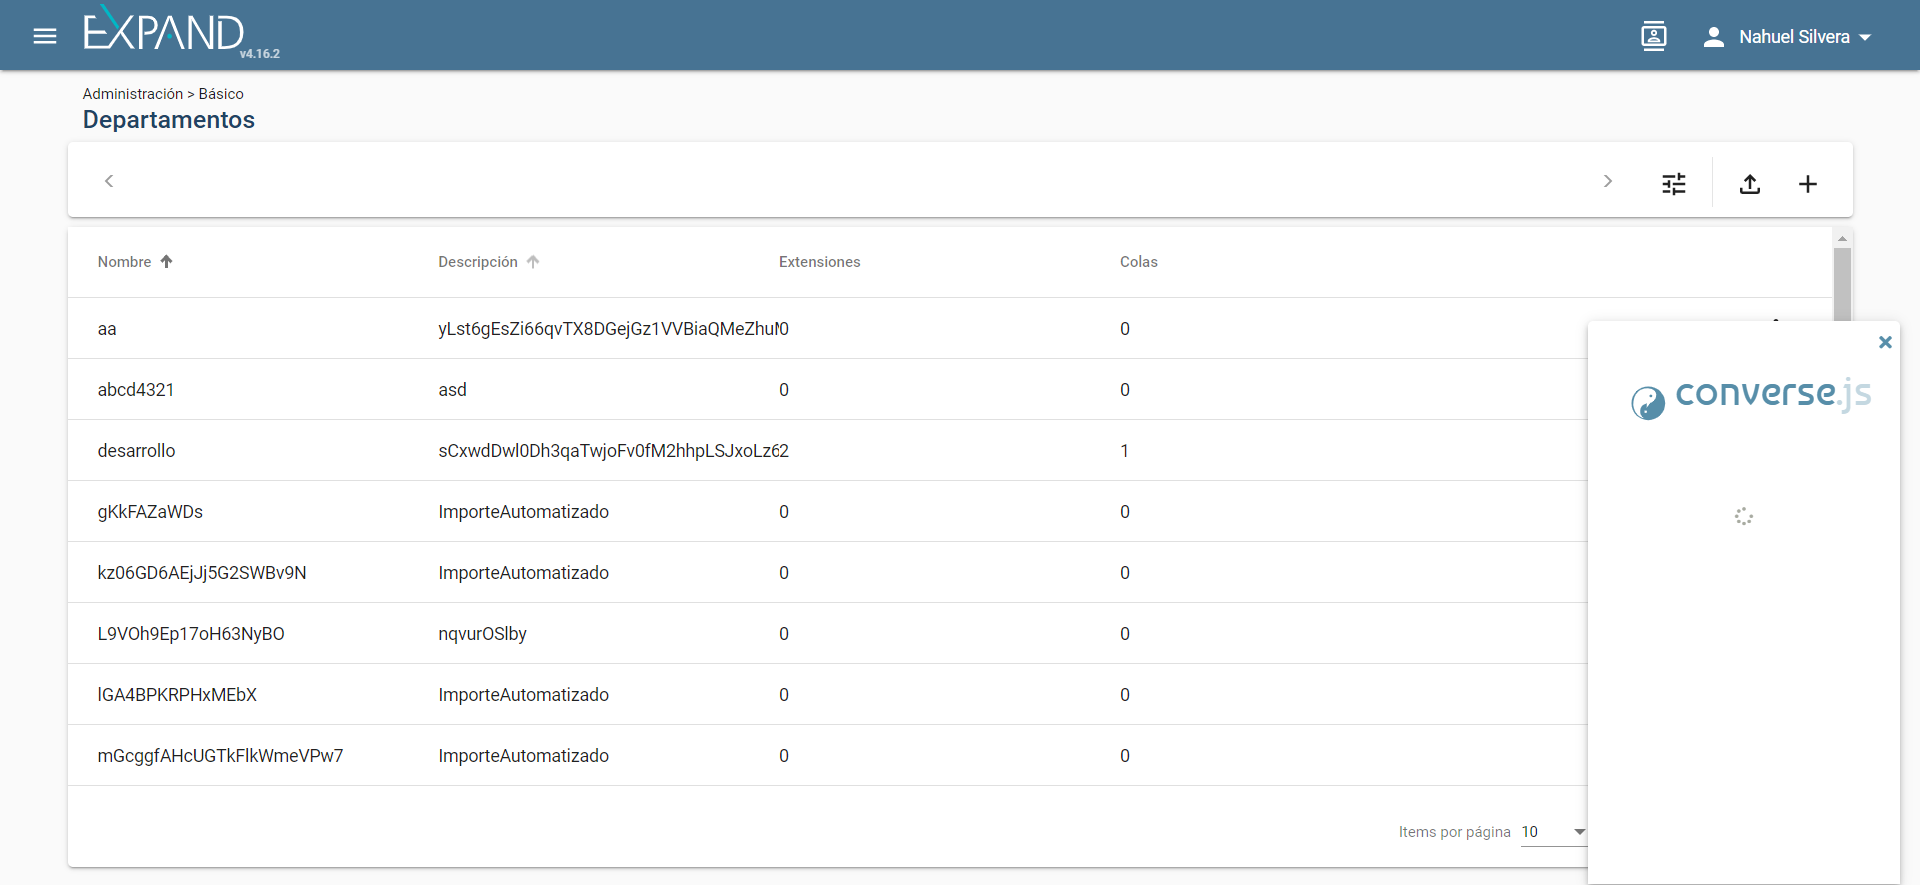 EXPAND
v4.16.2
Nahuel Silvera
Administración > Básico
Departamentos
Nombre Descripción Extensiones Colas
aa yLst6gEsZi66qvTX8DGejGz1VVBiaQMeZhu 0 0
abcd4321 asd 0 0
desarrollo sCxwdDwl0Dh3qaTwjoFv0fM2hhpLSJxoLz6 2 1
gKkFAZaWDs ImporteAutomatizado 0 0
kz06GD6AEjJj5G2SWBv9N ImporteAutomatizado 0 0
L9VOh9Ep17oH63NyBO nqvurOSlby 0 0
lGA4BPKRPHxMEbX ImporteAutomatizado 0 0
mGcggfAHcUGTkFlkWmeVPw7 ImporteAutomatizado 0 0
Items por página 10
converse.js